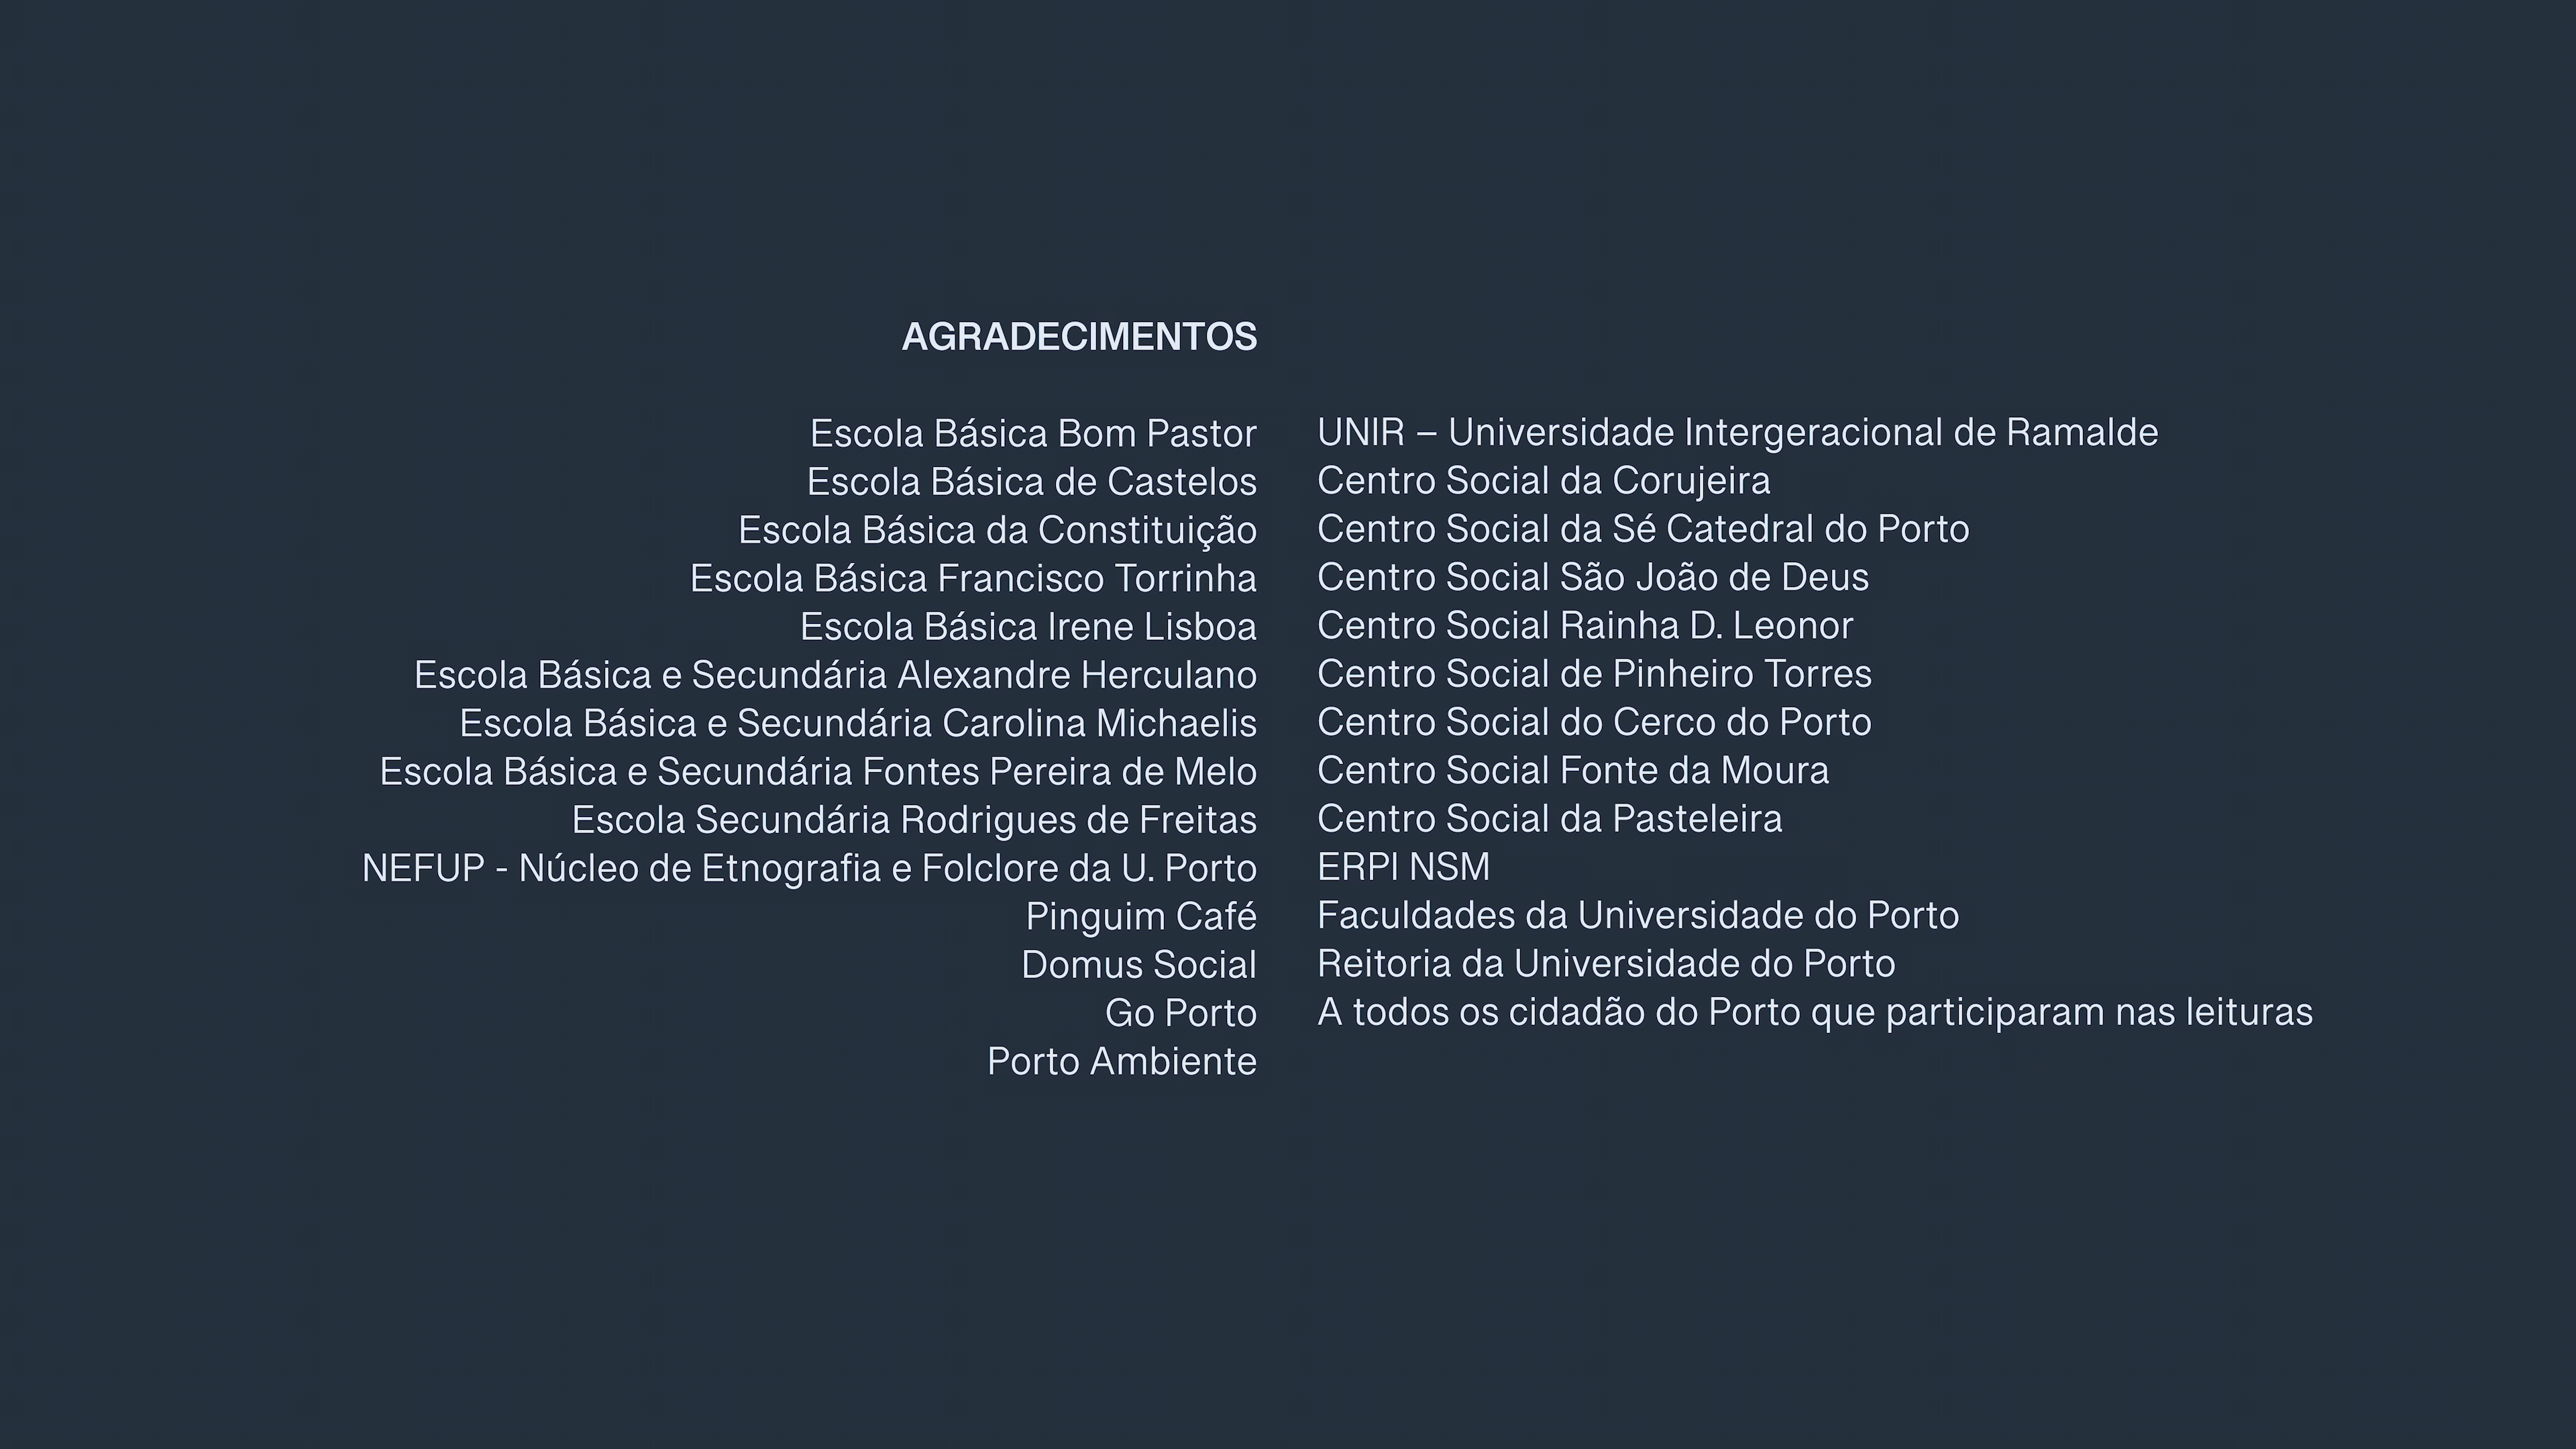 AGRADECIMENTOS
Escola Básica Bom Pastor
Escola Básica de Castelos
Escola Básica da Constituição
Escola Básica Francisco Torrinha
Escola Básica Irene Lisboa
Escola Básica e Secundária Alexandre Herculano
Escola Básica e Secundária Carolina Michaelis
Escola Básica e Secundária Fontes Pereira de Melo
Escola Secundária Rodrigues de Freitas
NEFUP - Núcleo de Etnografia e Folclore da U. Porto
Pinguim Café
Domus Social
Go Porto
Porto Ambiente
UNIR – Universidade Intergeracional de Ramalde
Centro Social da Corujeira
Centro Social da Sé Catedral do Porto
Centro Social São João de Deus
Centro Social Rainha D. Leonor
Centro Social de Pinheiro Torres
Centro Social do Cerco do Porto
Centro Social Fonte da Moura
Centro Social da Pasteleira
ERPI NSM
Faculdades da Universidade do Porto
Reitoria da Universidade do Porto
A todos os cidadão do Porto que participaram nas leituras